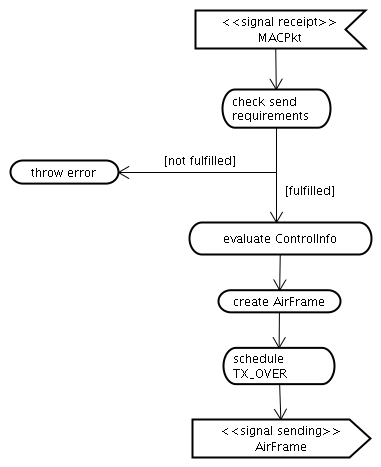 <<signal receipt>>
MACPkt
check send
requirements
[not fulfilled]
throw error
[fulfilled]
evaluate ControlInfo
create AirFrame
schedule
TX_OVER
<<signal sending>>
AirFrame